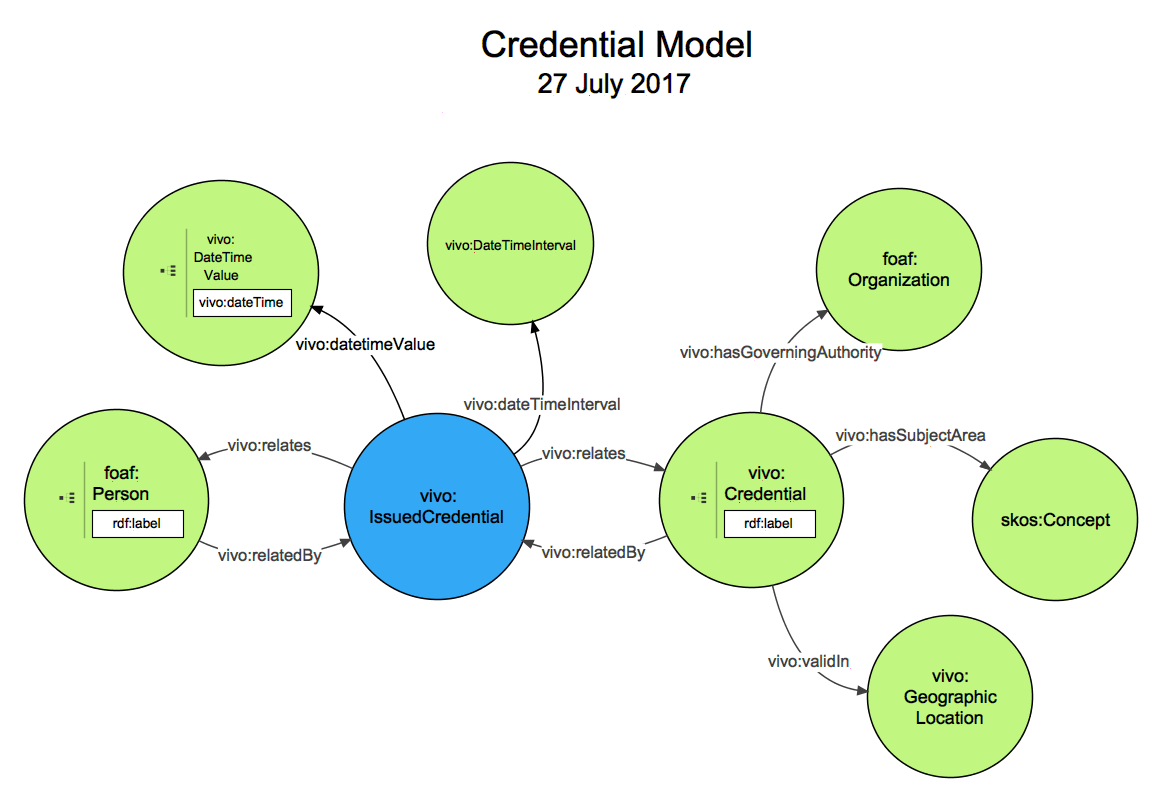 Credential Model
27 July 2017
vivo:
DateTime
Value
vivo:dateTime
vivo:DateTimeInterval
foaf:
Organization
vivo:datetimeValue
vivo:hasGoverningAuthority
vivo:dateTimeInterval
vivo:relates
vivo:relates
vivo:hasSubjectArea
foaf:
Person
rdf:label
vivo:
IssuedCredential
vivo:
Credential
rdf:label
skos:Concept
vivo:relatedBy
vivo:relatedBy
vivo:validIn
vivo:
Geographic
Location